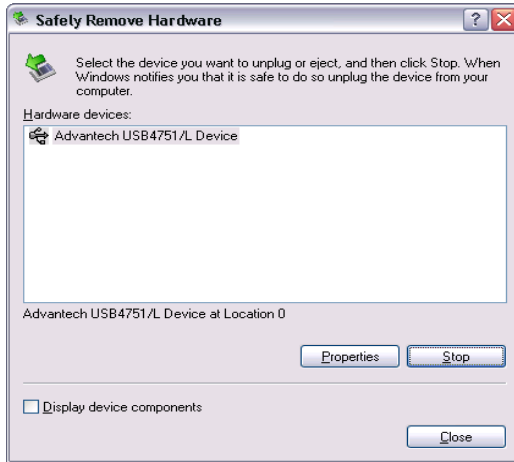 Safely Remove Hardware
Select the device you want to unplug or eject, and then click Stop. When
Windows notifies you that it is safe to do so unplug the device from your
computer.
Hardware devices:
Advantech USB4751/L Device
Advantech USB4751/L Device at Location 0
Properties
Stop
Display device components
Close